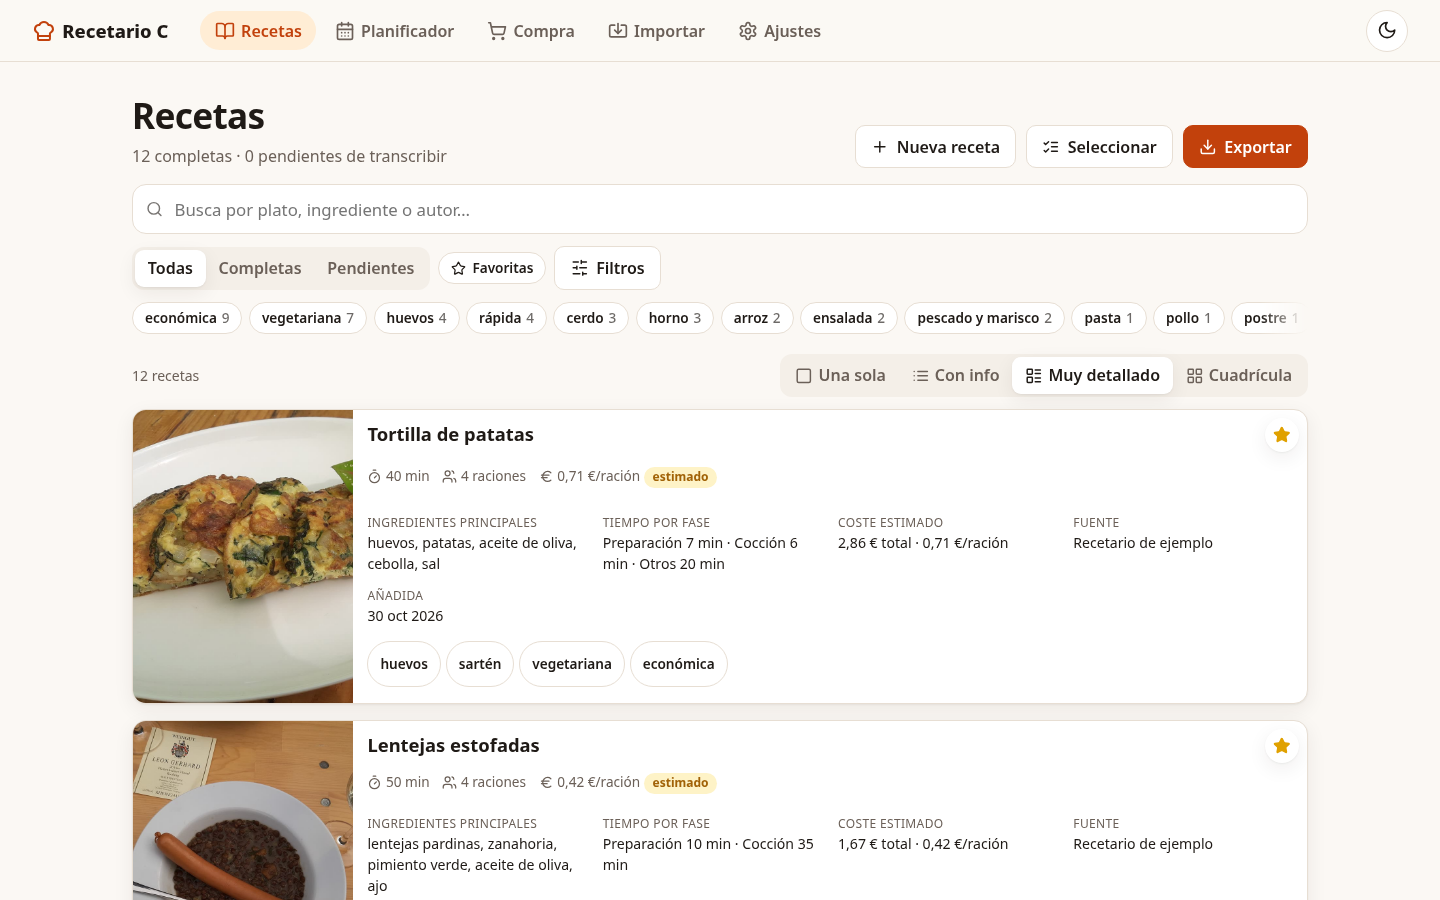 Recetario C
Recetas
Planificador
Compra
Importar
Ajustes
Recetas
12 completas · 0 pendientes de transcribir
Nueva receta
Seleccionar
Exportar
Busca por plato, ingrediente o autor...
Todas
Completas
Pendientes
Favoritas
Filtros
económica 9
vegetariana 7
huevos 4
rápida 4
cerdo 3
horno 3
arroz 2
ensalada 2
pescado y marisco 2
pasta 1
pollo 1
postre 1
12 recetas
Una sola
Con info
Muy detallado
Cuadrícula
Tortilla de patatas
40 min
4 raciones
0,71 €/ración
estimado
INGREDIENTES PRINCIPALES
huevos, patatas, aceite de oliva,
cebolla, sal
TIEMPO POR FASE
Preparación 7 min · Cocción 6
min · Otros 20 min
COSTE ESTIMADO
2,86 € total · 0,71 €/ración
FUENTE
Recetario de ejemplo
AÑADIDA
30 oct 2026
huevos
sartén
vegetariana
económica
LEON GERHARD
Lentejas estofadas
50 min
4 raciones
0,42 €/ración
estimado
INGREDIENTES PRINCIPALES
lentejas pardinas, zanahoria,
pimiento verde, aceite de oliva,
ajo
TIEMPO POR FASE
Preparación 10 min · Cocción 35
min
COSTE ESTIMADO
1,67 € total · 0,42 €/ración
FUENTE
Recetario de ejemplo